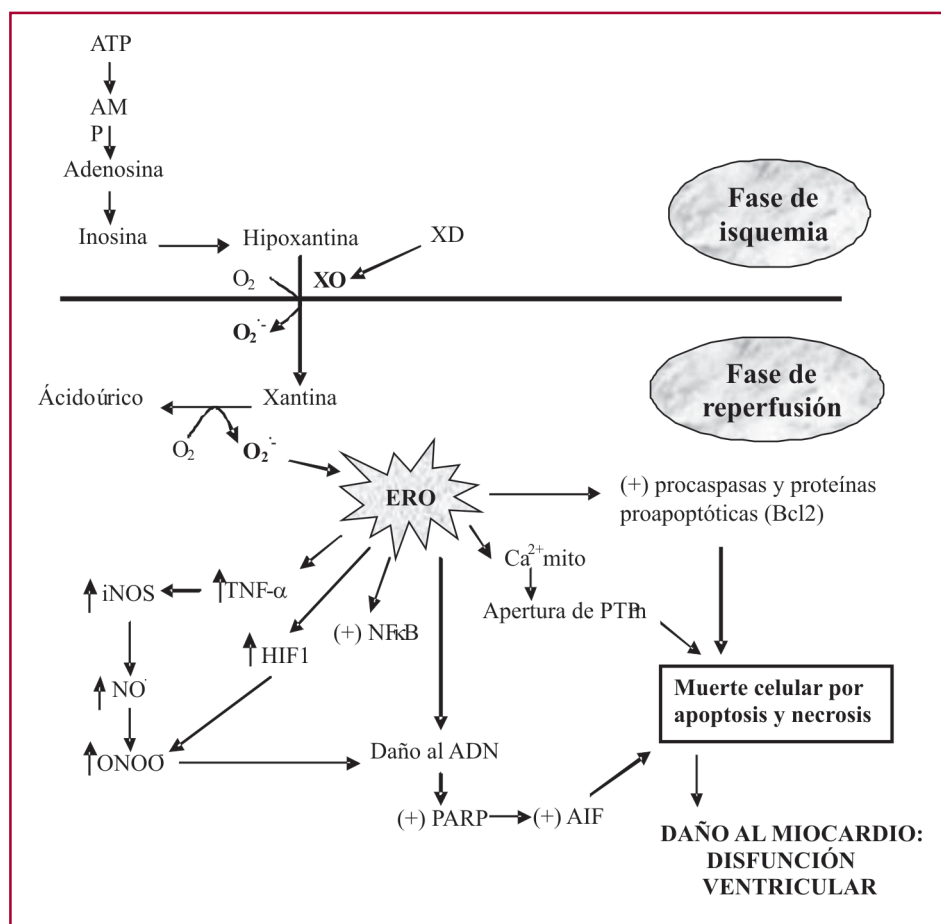 ATP
AM
P
Adenosina
Inosina
Hipoxantina
XD
Fase de
isquemia
O₂
XO
O₂˙⁻
Ácidoúrico
Xantina
Fase de
reperfusión
O₂
O₂˙⁻
ERO
(+) procaspasas y proteínas
proapoptóticas (Bcl2)
Ca²⁺mito
Apertura de PTPm
iNOS
TNF-α
(+) NFκB
HIF1
NO˙
ONOO⁻
Daño al ADN
(+) PARP
(+) AIF
Muerte celular por
apoptosis y necrosis
DAÑO AL MIOCARDIO:
DISFUNCIÓN
VENTRICULAR